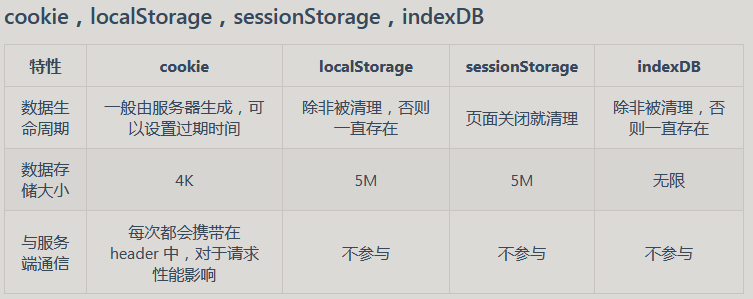 cookie，localStorage，sessionStorage，indexDB
特性 cookie localStorage sessionStorage indexDB
数据生命周期 一般由服务器生成，可以设置过期时间 除非被清理，否则一直存在 页面关闭就清理 除非被清理，否则一直存在
数据存储大小 4K 5M 5M 无限
与服务端通信 每次都会携带在 header 中，对于请求性能影响 不参与 不参与 不参与